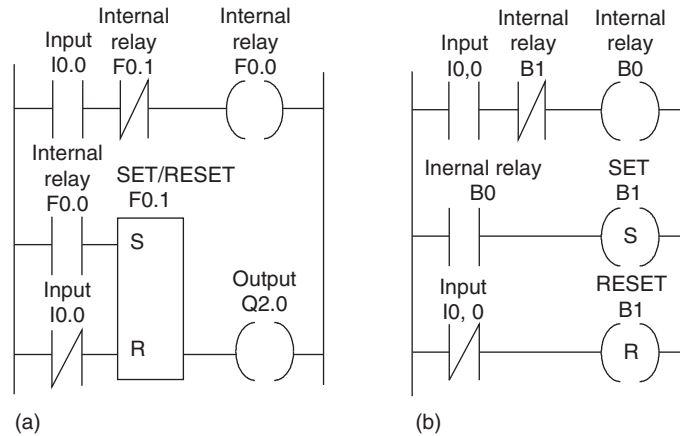 Internal
relay
F0.1
Internal
relay
F0.0
Input
I0.0
Internal
relay
F0.0
SET/RESET
F0.1
S
Input
I0.0
R
Output
Q2.0
(a)
Internal
relay
B1
Internal
relay
B0
Input
I0,0
Inernal relay
B0
SET
B1
S
Input
I0, 0
RESET
B1
R
(b)